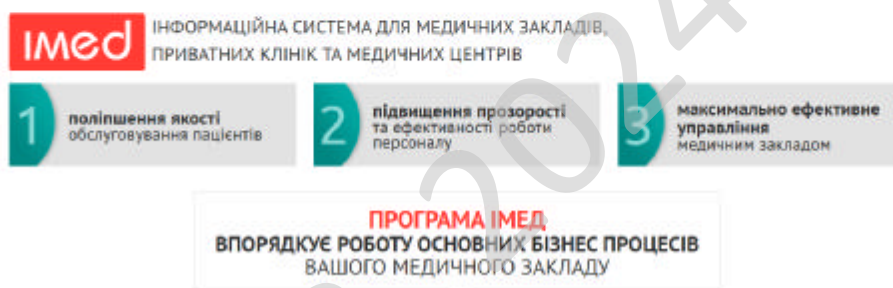 IMed
ІНФОРМАЦІЙНА СИСТЕМА ДЛЯ МЕДИЧНИХ ЗАКЛАДІВ,
ПРИВАТНИХ КЛІНІК ТА МЕДИЧНИХ ЦЕНТРІВ
1
поліпшення якості
обслуговування пацієнтів
2
підвищення прозорості
та ефективності роботи
персоналу
3
максимально ефективне
управління
медичним закладом
ПРОГРАМА ІМЕД
ВПОРЯДКУЄ РОБОТУ ОСНОВНИХ БІЗНЕС ПРОЦЕСІВ
ВАШОГО МЕДИЧНОГО ЗАКЛАДУ
2024